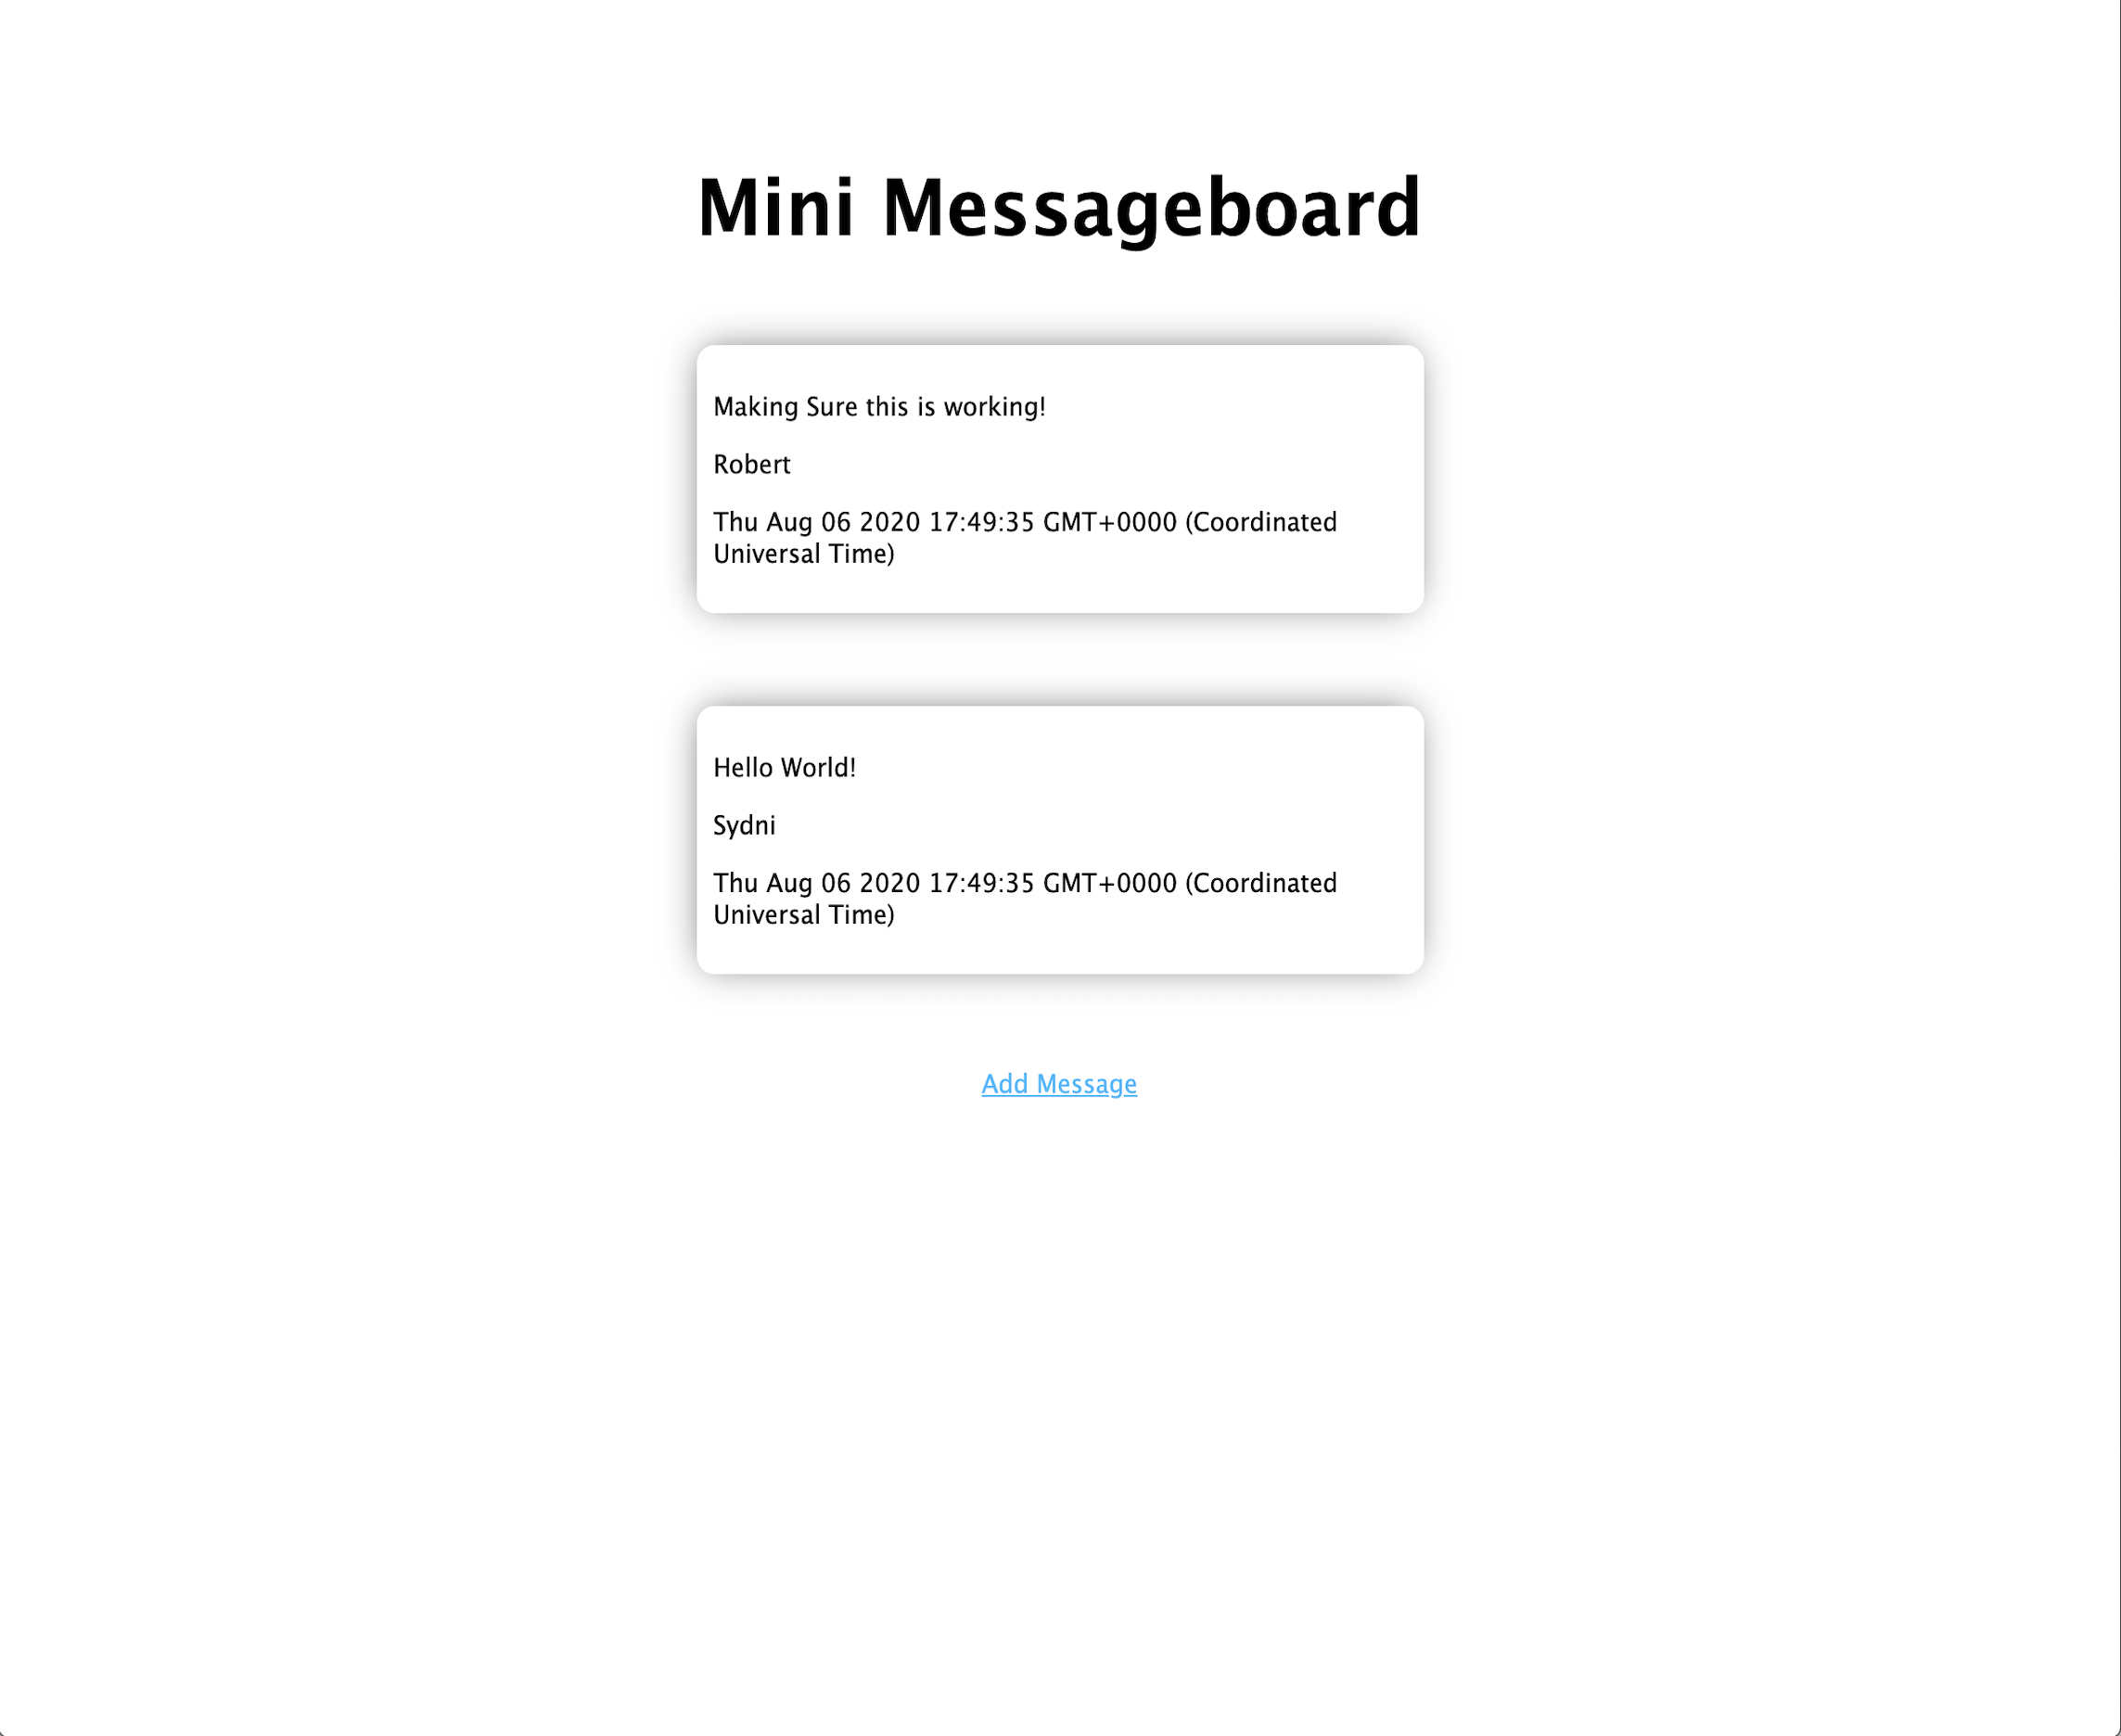 Mini Messageboard
Making Sure this is working!
Robert
Thu Aug 06 2020 17:49:35 GMT+0000 (Coordinated
Universal Time)
Hello World!
Sydni
Thu Aug 06 2020 17:49:35 GMT+0000 (Coordinated
Universal Time)
Add Message